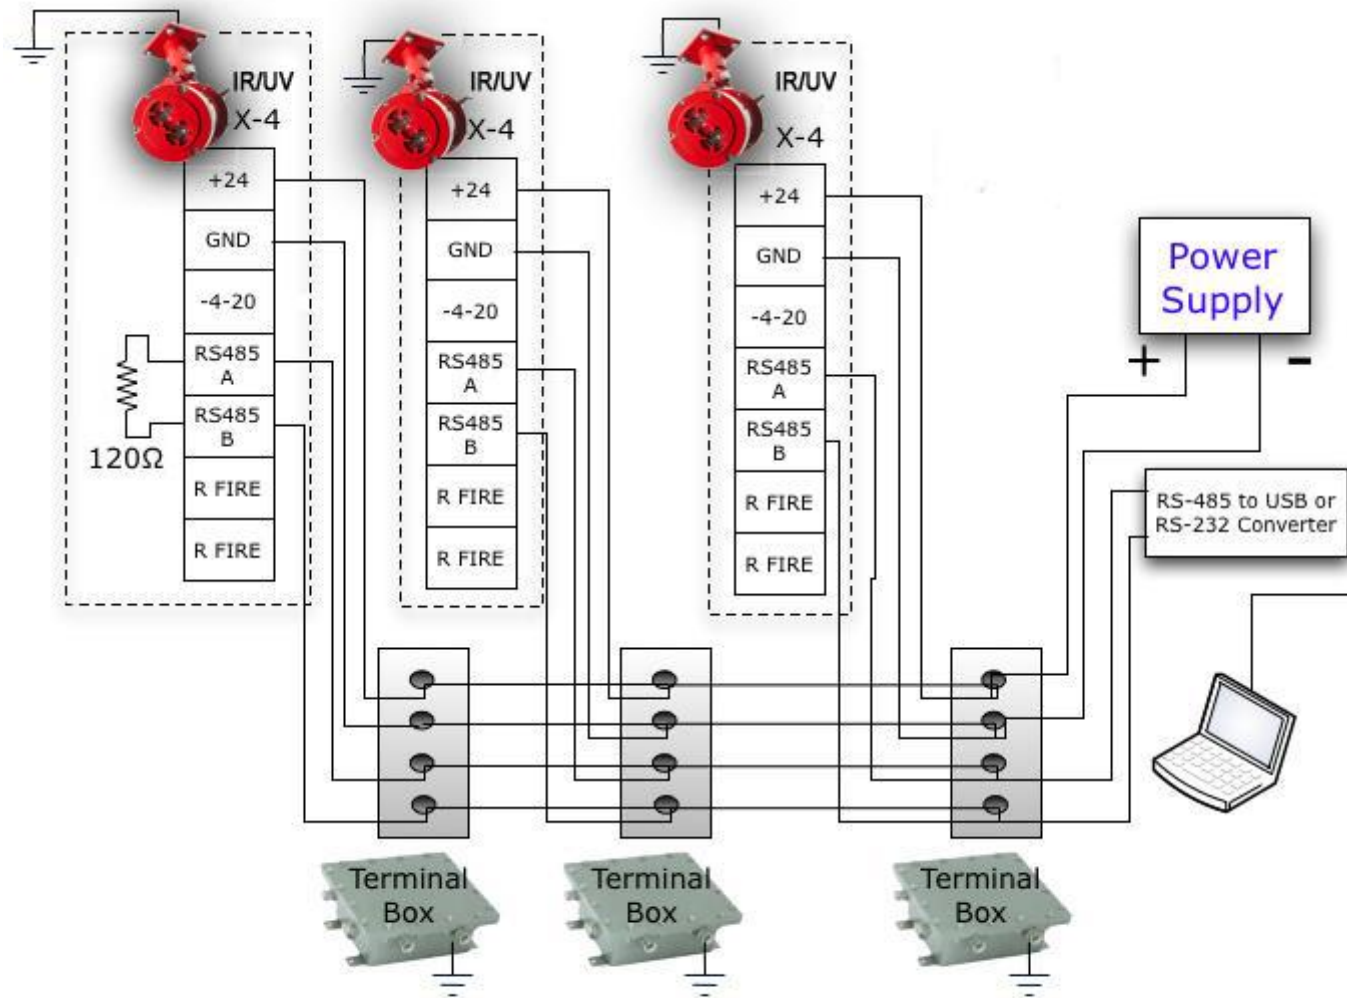 IR/UV
X-4
+24
GND
-4-20
RS485
A
RS485
B
R FIRE
R FIRE
120Ω
IR/UV
X-4
+24
GND
-4-20
RS485
A
RS485
B
R FIRE
R FIRE
IR/UV
X-4
+24
GND
-4-20
RS485
A
RS485
B
R FIRE
R FIRE
Power
Supply
+ -
RS-485 to USB or
RS-232 Converter
Terminal
Box
Terminal
Box
Terminal
Box